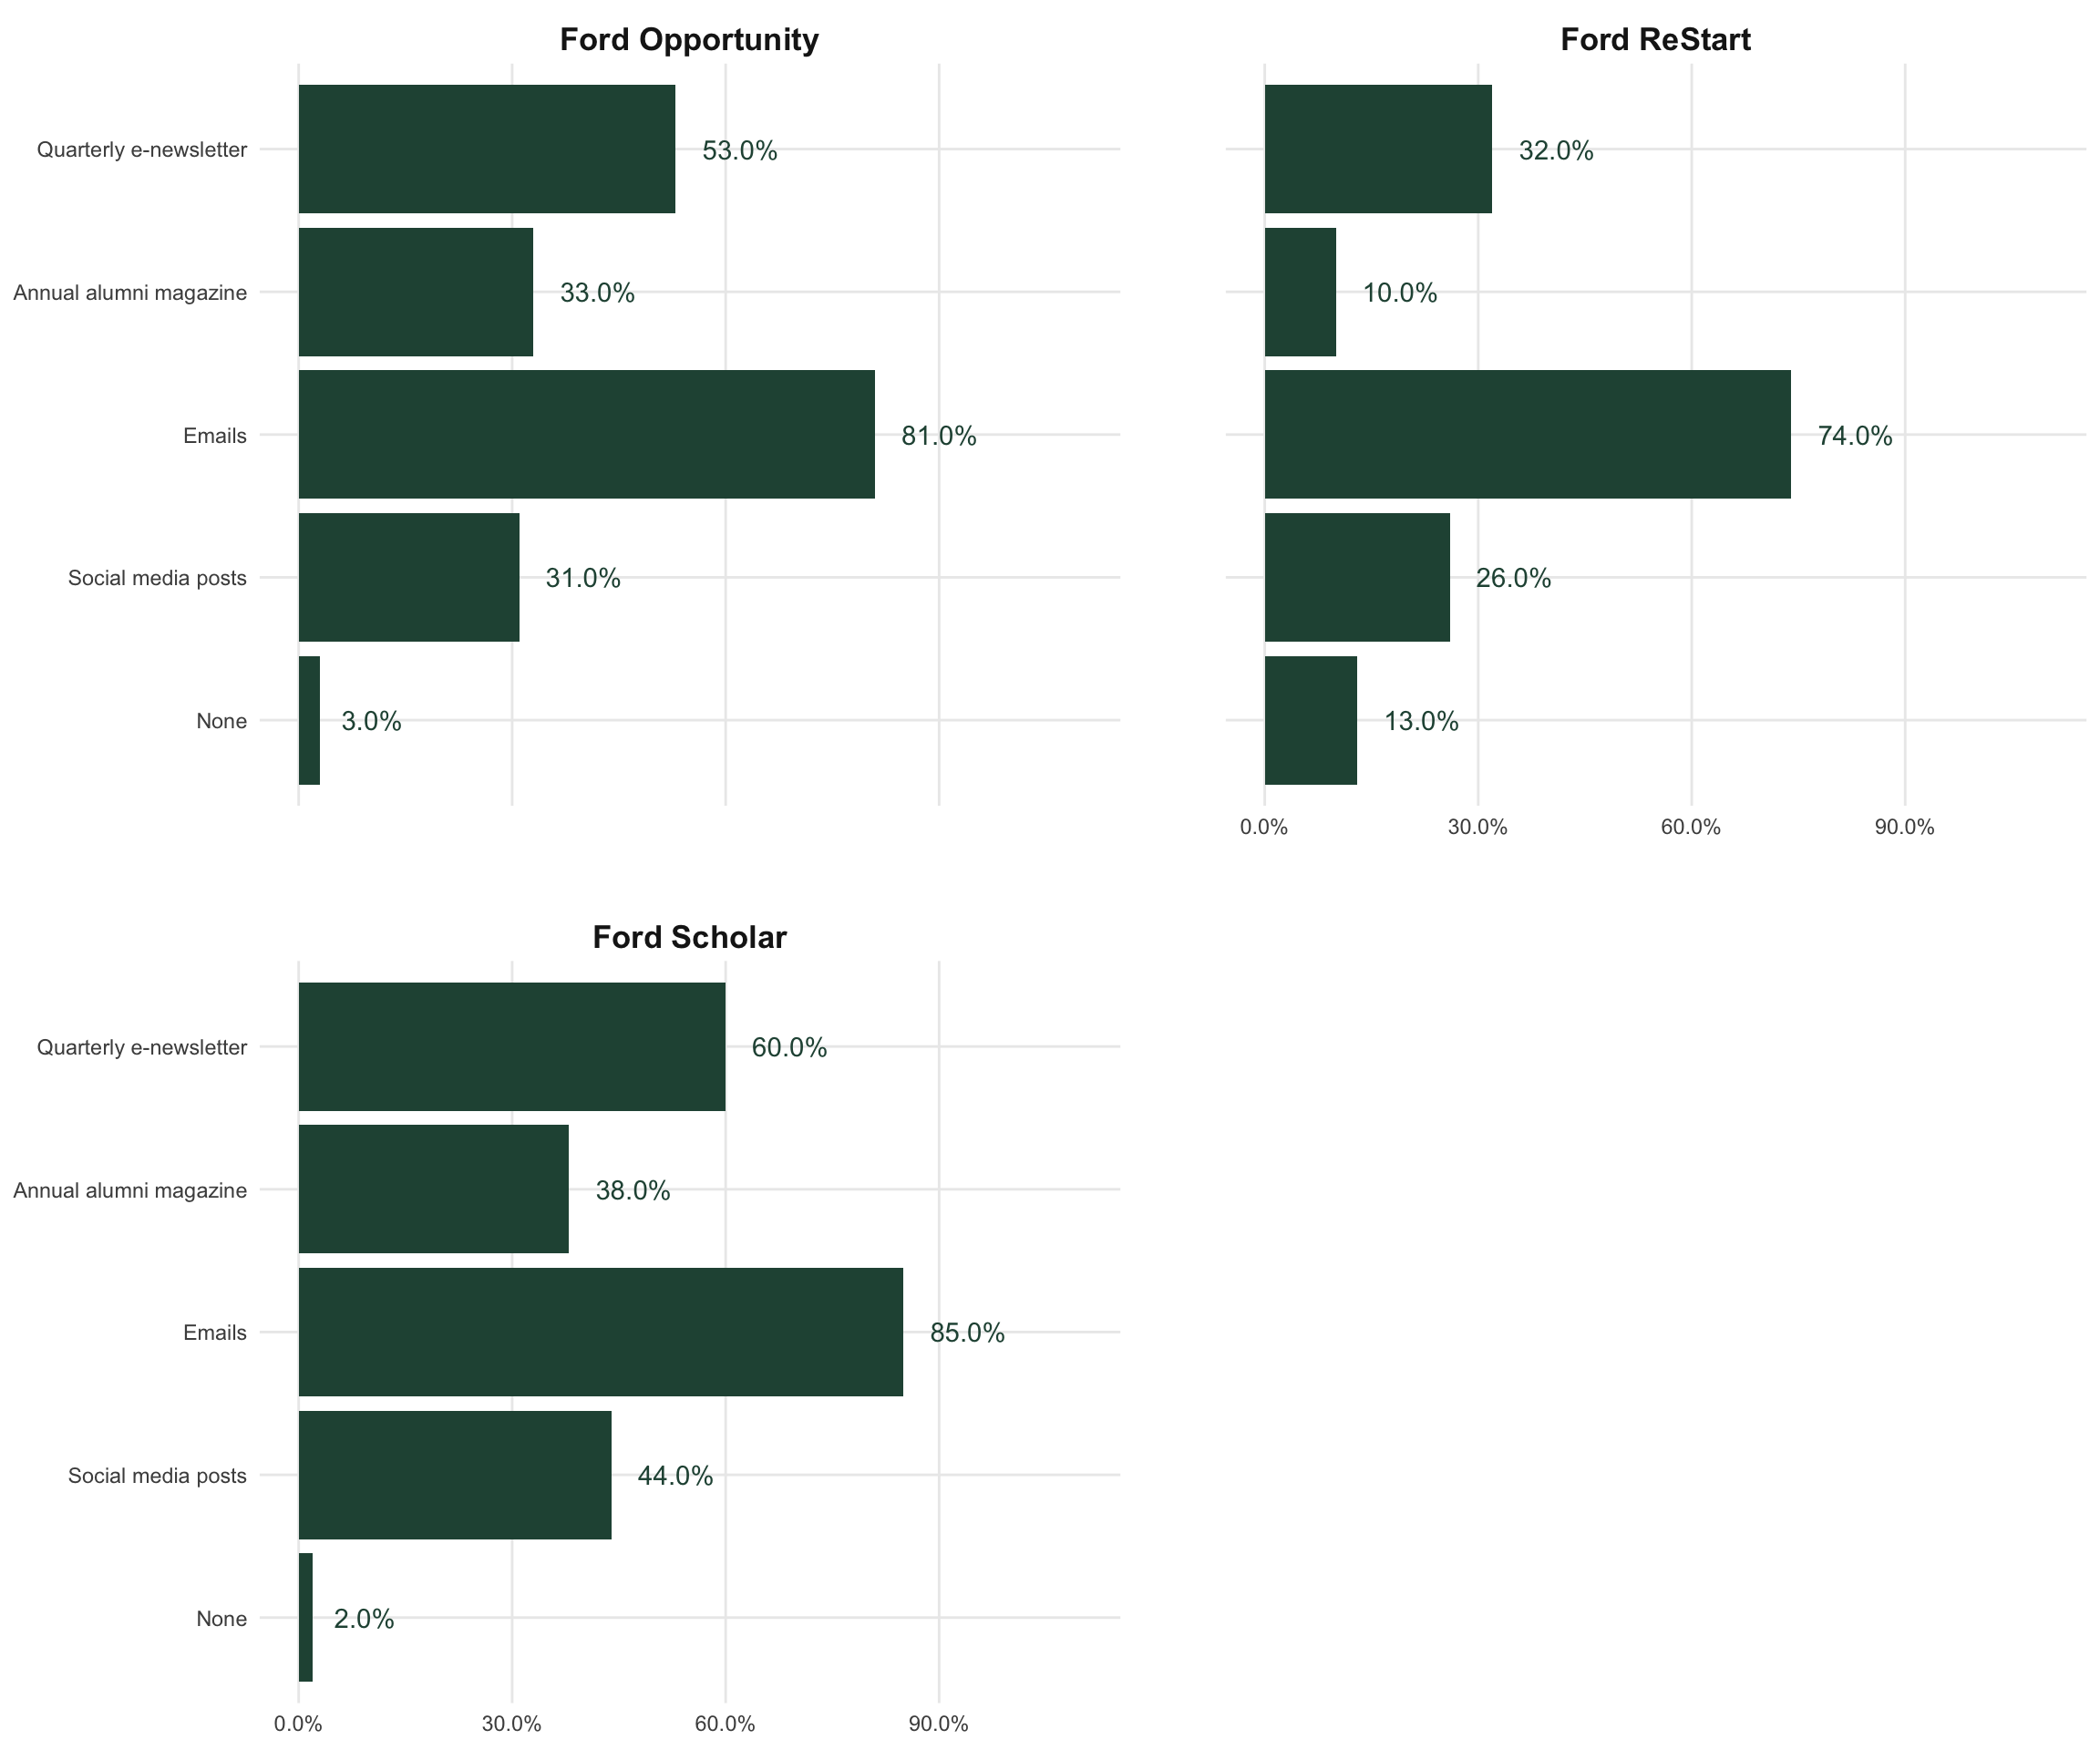 Ford Opportunity
Quarterly e-newsletter 53.0%
Annual alumni magazine 33.0%
Emails 81.0%
Social media posts 31.0%
None 3.0%
Ford ReStart
32.0%
10.0%
74.0%
26.0%
13.0%
0.0% 30.0% 60.0% 90.0%
Ford Scholar
Quarterly e-newsletter 60.0%
Annual alumni magazine 38.0%
Emails 85.0%
Social media posts 44.0%
None 2.0%
0.0% 30.0% 60.0% 90.0%